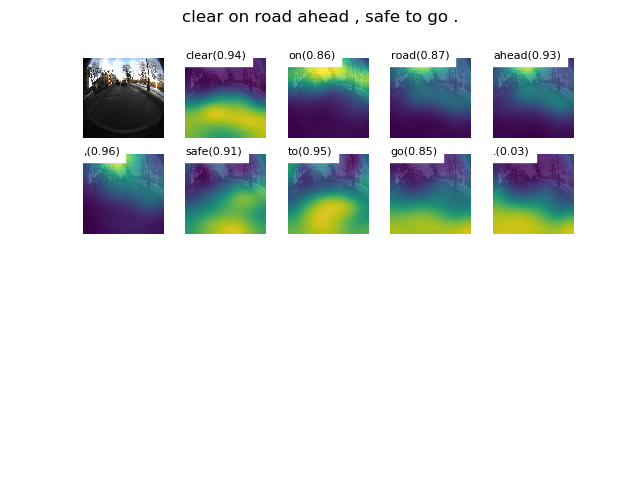 clear on road ahead , safe to go .
clear(0.94) on(0.86) road(0.87) ahead(0.93)
,(0.96) safe(0.91) to(0.95) go(0.85) .(0.03)